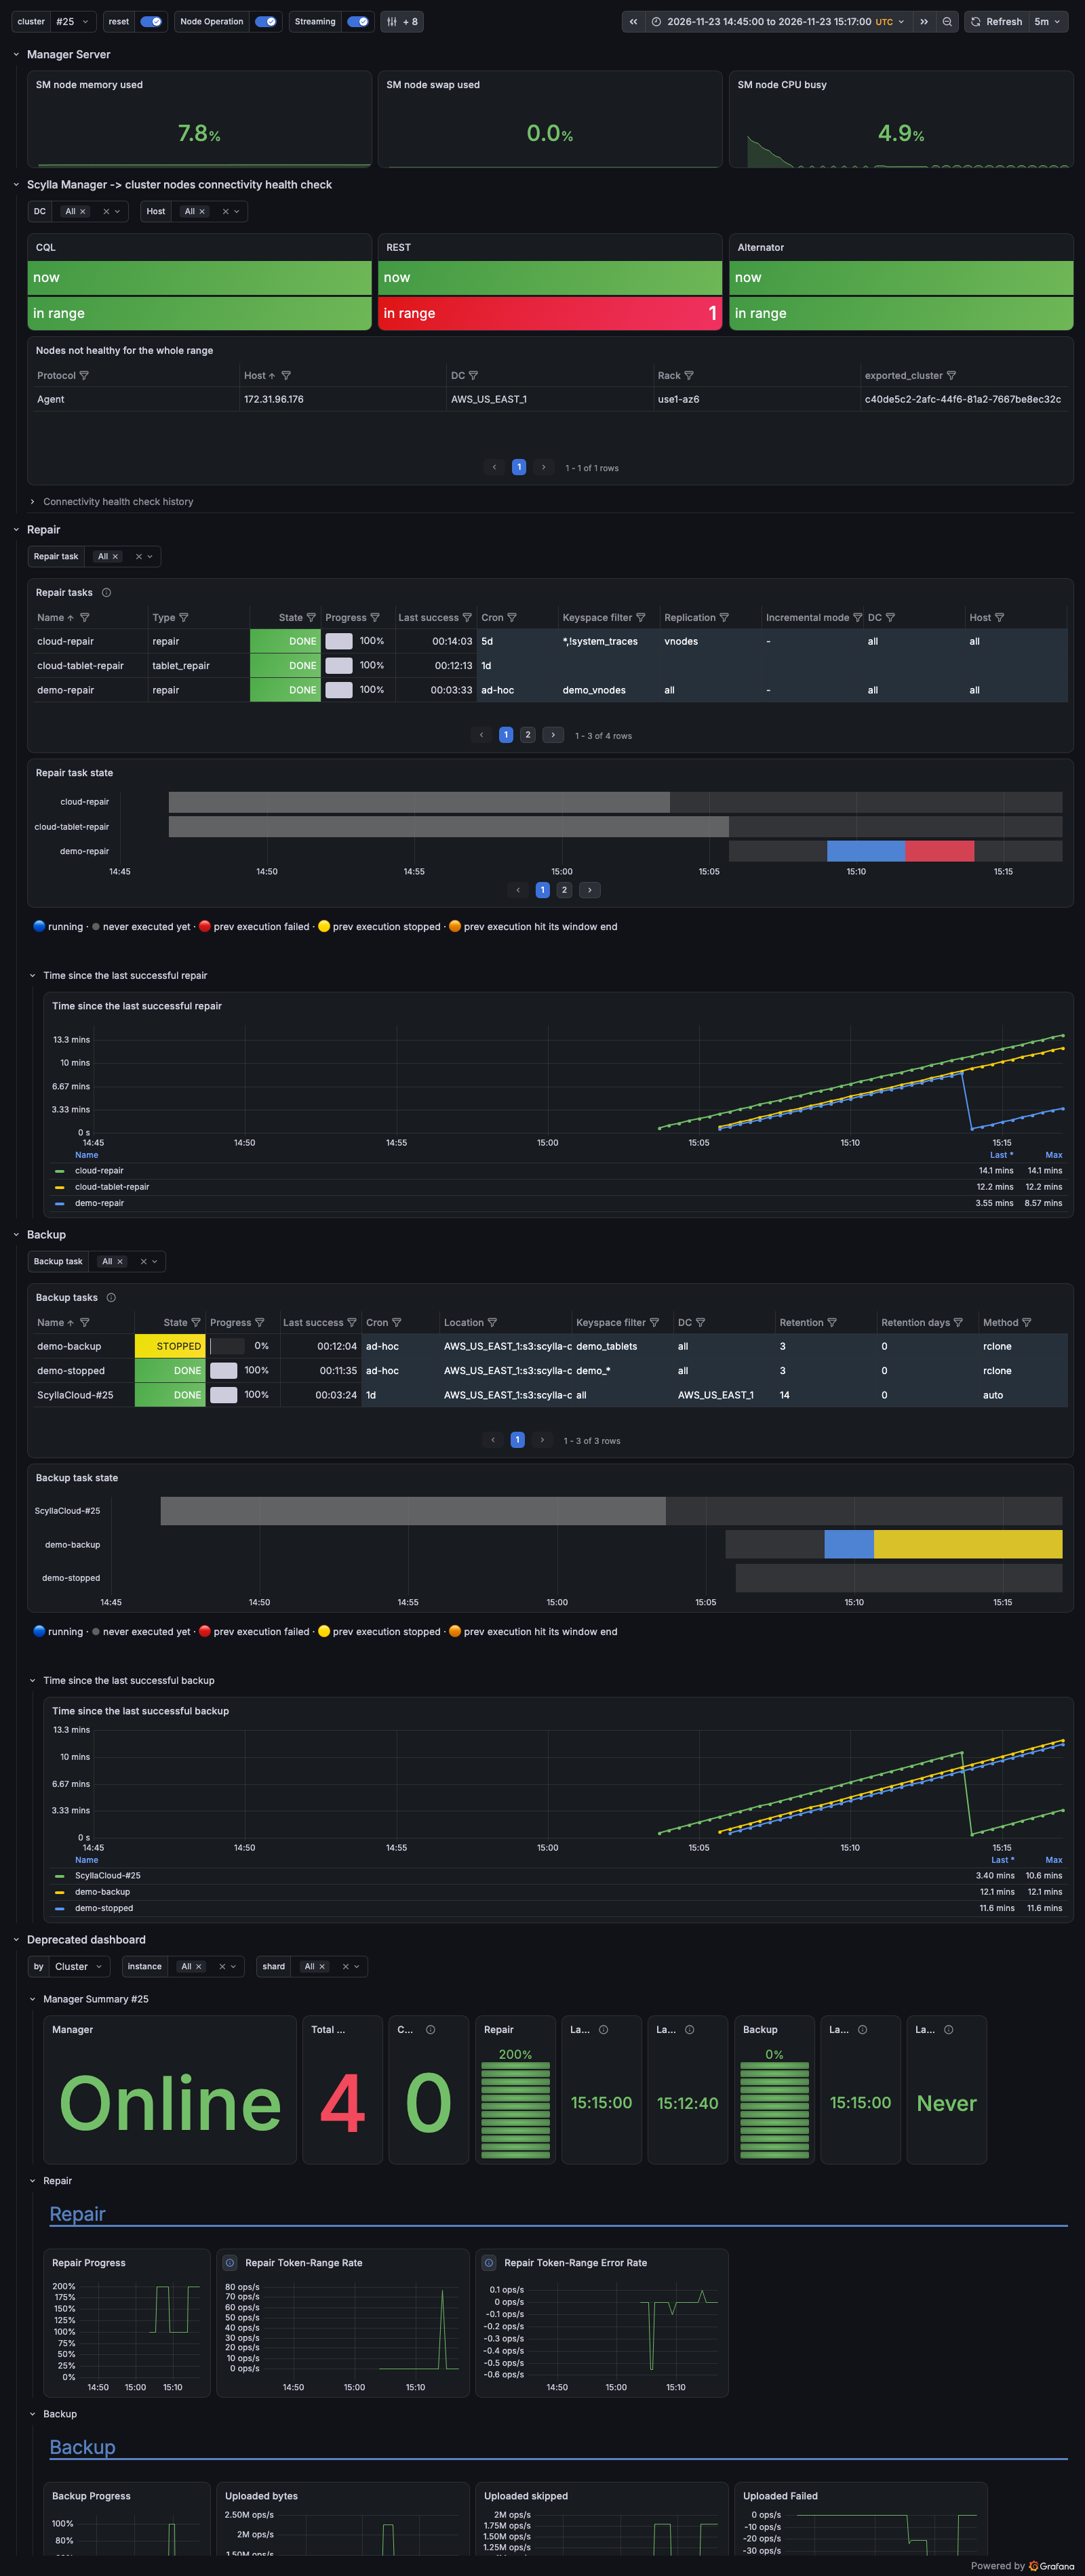 cluster #25 reset Node Operation Streaming + 8 2026-11-23 14:45:00 to 2026-11-23 15:17:00 UTC Refresh 5m
Manager Server
SM node memory used SM node swap used SM node CPU busy
7.8% 0.0% 4.9%
Scylla Manager -> cluster nodes connectivity health check
DC All Host All
CQL REST Alternator
now now now
in range in range 1 in range
Nodes not healthy for the whole range
Protocol Host DC Rack exported_cluster
Agent 172.31.96.176 AWS_US_EAST_1 use1-az6 c40de5c2-2afc-44f6-81a2-7667be8ec32c
1 1 - 1 of 1 rows
Connectivity health check history
Repair
Repair task All
Repair tasks
Name Type State Progress Last success Cron Keyspace filter Replication Incremental mode DC Host
cloud-repair repair DONE 100% 00:14:03 5d *,!system_traces vnodes - all all
cloud-tablet-repair tablet_repair DONE 100% 00:12:13 1d
demo-repair repair DONE 100% 00:03:33 ad-hoc demo_vnodes all - all all
1 2 1 - 3 of 4 rows
Repair task state
cloud-repair
cloud-tablet-repair
demo-repair
14:45 14:50 14:55 15:00 15:05 15:10 15:15
1 2
running · never executed yet · prev execution failed · prev execution stopped · prev execution hit its window end
Time since the last successful repair
Time since the last successful repair
13.3 mins
10 mins
6.67 mins
3.33 mins
0 s
14:45 14:50 14:55 15:00 15:05 15:10 15:15
Name Last * Max
cloud-repair 14.1 mins 14.1 mins
cloud-tablet-repair 12.2 mins 12.2 mins
demo-repair 3.55 mins 8.57 mins
Backup
Backup task All
Backup tasks
Name State Progress Last success Cron Location Keyspace filter DC Retention Retention days Method
demo-backup STOPPED 0% 00:12:04 ad-hoc AWS_US_EAST_1:s3:scylla-c demo_tablets all 3 0 rclone
demo-stopped DONE 100% 00:11:35 ad-hoc AWS_US_EAST_1:s3:scylla-c demo_* all 3 0 rclone
ScyllaCloud-#25 DONE 100% 00:03:24 1d AWS_US_EAST_1:s3:scylla-c all AWS_US_EAST_1 14 0 auto
1 1 - 3 of 3 rows
Backup task state
ScyllaCloud-#25
demo-backup
demo-stopped
14:45 14:50 14:55 15:00 15:05 15:10 15:15
running · never executed yet · prev execution failed · prev execution stopped · prev execution hit its window end
Time since the last successful backup
Time since the last successful backup
13.3 mins
10 mins
6.67 mins
3.33 mins
0 s
14:45 14:50 14:55 15:00 15:05 15:10 15:15
Name Last * Max
ScyllaCloud-#25 3.40 mins 10.6 mins
demo-backup 12.1 mins 12.1 mins
demo-stopped 11.6 mins 11.6 mins
Deprecated dashboard
by Cluster instance All shard All
Manager Summary #25
Manager Total ... C... Repair La... La... Backup La... La...
200% 0%
Online 4 0 15:15:00 15:12:40 15:15:00 Never
Repair
Repair
Repair Progress Repair Token-Range Rate Repair Token-Range Error Rate
200% 80 ops/s 0.1 ops/s
175% 70 ops/s 0 ops/s
150% 60 ops/s -0.1 ops/s
125% 50 ops/s -0.2 ops/s
100% 40 ops/s -0.3 ops/s
75% 30 ops/s -0.4 ops/s
50% 20 ops/s -0.5 ops/s
25% 10 ops/s -0.6 ops/s
0% 0 ops/s
14:50 15:00 15:10 14:50 15:00 15:10 14:50 15:00 15:10
Backup
Backup
Backup Progress Uploaded bytes Uploaded skipped Uploaded Failed
100% 2.50M ops/s 2M ops/s 0 ops/s
80% 2M ops/s 1.75M ops/s -10 ops/s
1.50M ops/s 1.50M ops/s -20 ops/s
1.25M ops/s -30 ops/s
Powered by Grafana